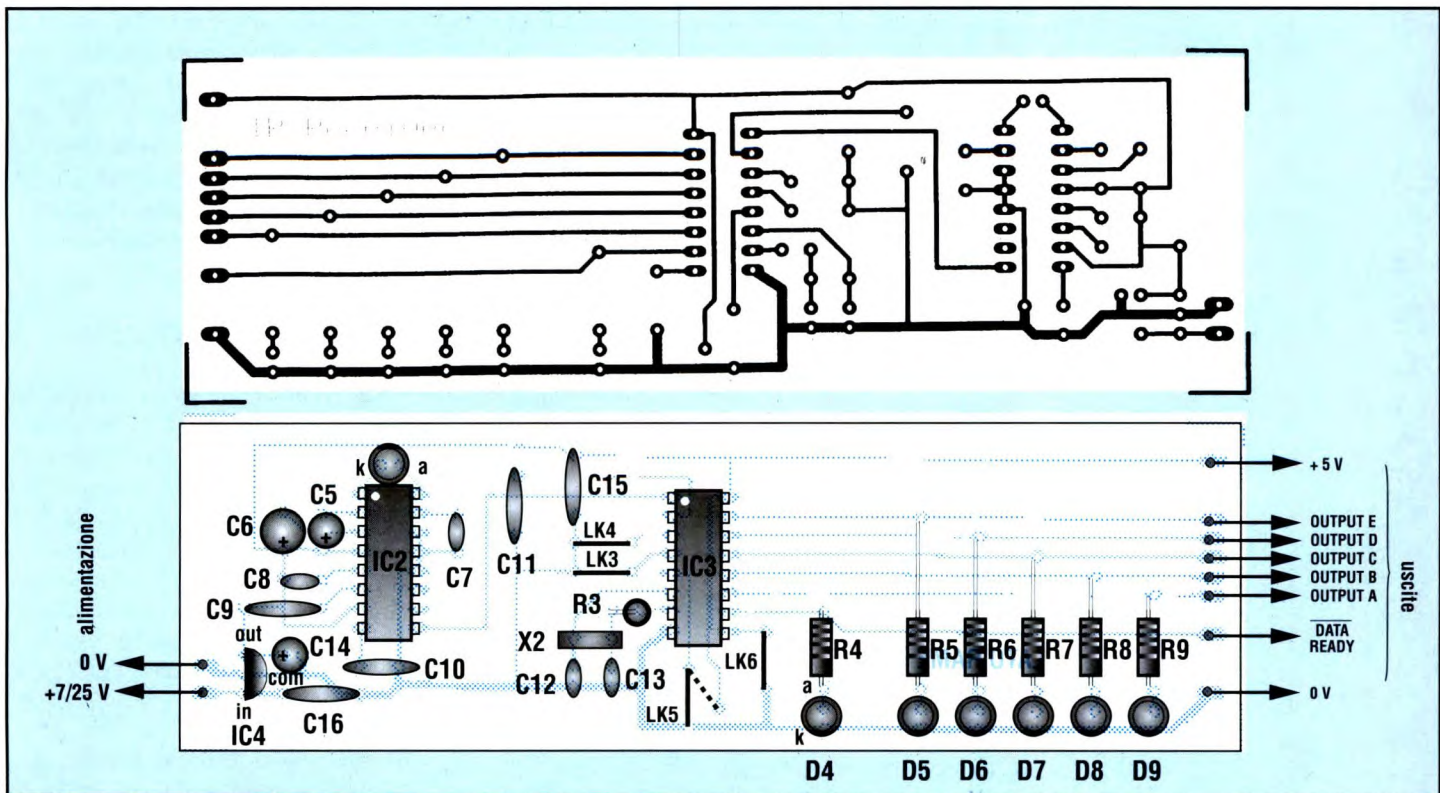 IR Receiver
k
a
C6
C5
IC2
C7
C8
C9
C11
C15
LK4
LK3
IC3
R3
X2
out
C14
com
in
IC4
C16
C10
C12
C13
LK5
LK6
a
k
R4
R5
R6
R7
R8
R9
D4
D5
D6
D7
D8
D9
alimentazione
0 V
+7/25 V
+ 5 V
OUTPUT E
OUTPUT D
OUTPUT C
OUTPUT B
OUTPUT A
DATA
READY
0 V
uscite